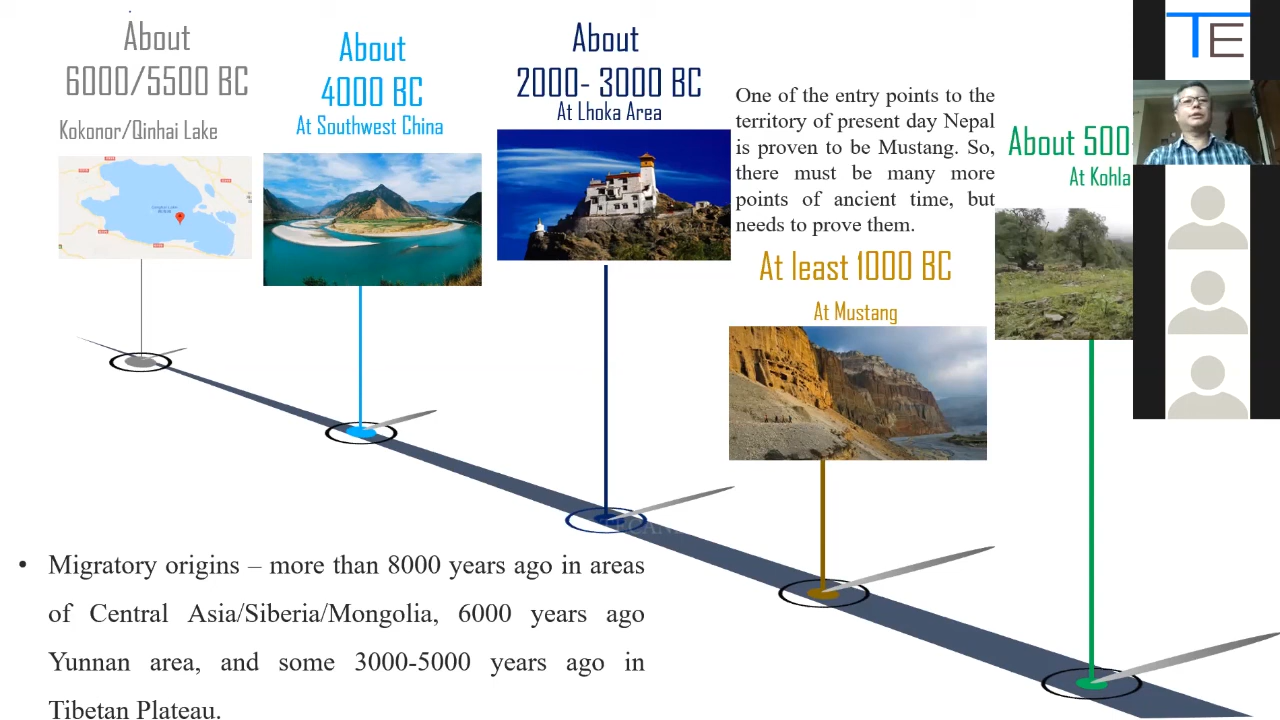 About
6000/5500 BC
Kokonor/Qinhai Lake
About
4000 BC
At Southwest China
About
2000- 3000 BC
At Lhoka Area
One of the entry points to the
territory of present day Nepal
is proven to be Mustang. So,
there must be many more
points of ancient time, but
needs to prove them.
At least 1000 BC
At Mustang
About 500
At Kohla
TE
• Migratory origins – more than 8000 years ago in areas
of Central Asia/Siberia/Mongolia, 6000 years ago
Yunnan area, and some 3000-5000 years ago in
Tibetan Plateau.